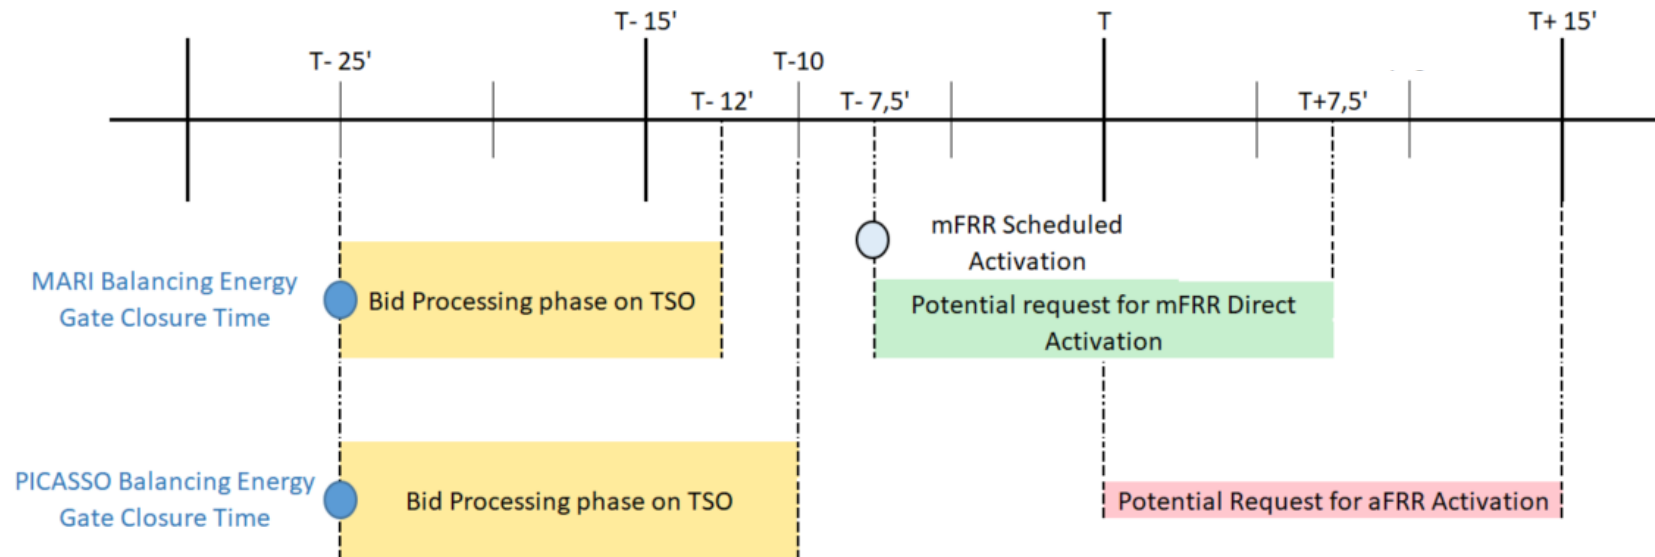 T- 15'
T
T+ 15'
T- 25'
T-10
T- 12'
T- 7,5'
T+7,5'
mFRR Scheduled
Activation
MARI Balancing Energy
Gate Closure Time
Bid Processing phase on TSO
Potential request for mFRR Direct
Activation
PICASSO Balancing Energy
Gate Closure Time
Bid Processing phase on TSO
Potential Request for aFRR Activation